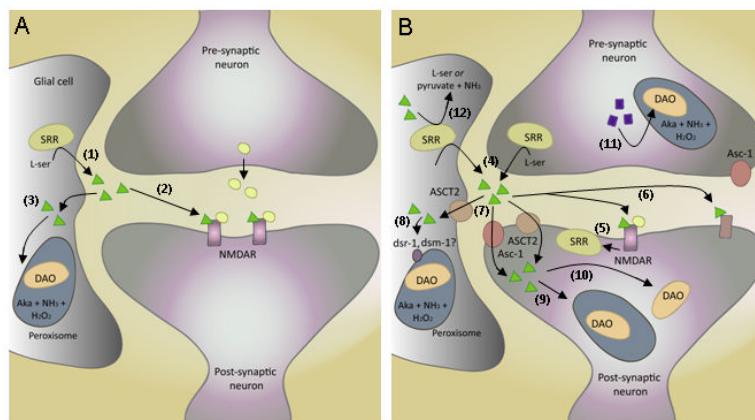 A
Pre-synaptic
neuron
Glial cell
SRR
L-ser
(1)
(2)
(3)
NMDAR
DAO
Aka + NH₃ +
H₂O₂
Peroxisome
Post-synaptic
neuron
B
Pre-synaptic
neuron
L-ser or
pyruvate + NH₃
(12)
DAO
Aka + NH₃ +
H₂O₂
(11)
SRR
SRR
L-ser
Asc-1
(4)
ASCT2
(6)
(7)
(8)
dsr-1, dsm-1?
ASCT2
Asc-1
(5)
SRR
NMDAR
(10)
(9)
DAO
DAO
Aka + NH₃ +
H₂O₂
DAO
Peroxisome
Post-synaptic
neuron